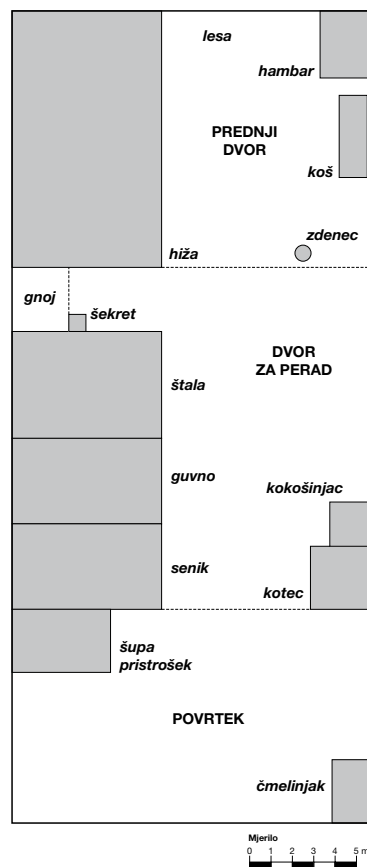 lesa
hambar
PREDNJI
DVOR
koš
zdenec
hiža
gnoj
šekret
DVOR
ZA PERAD
štala
guvno
kokošinjac
senik
kotec
šupa
pristrošek
POVRTEK
čmelinjak
Mjerilo
0 1 2 3 4 5 m